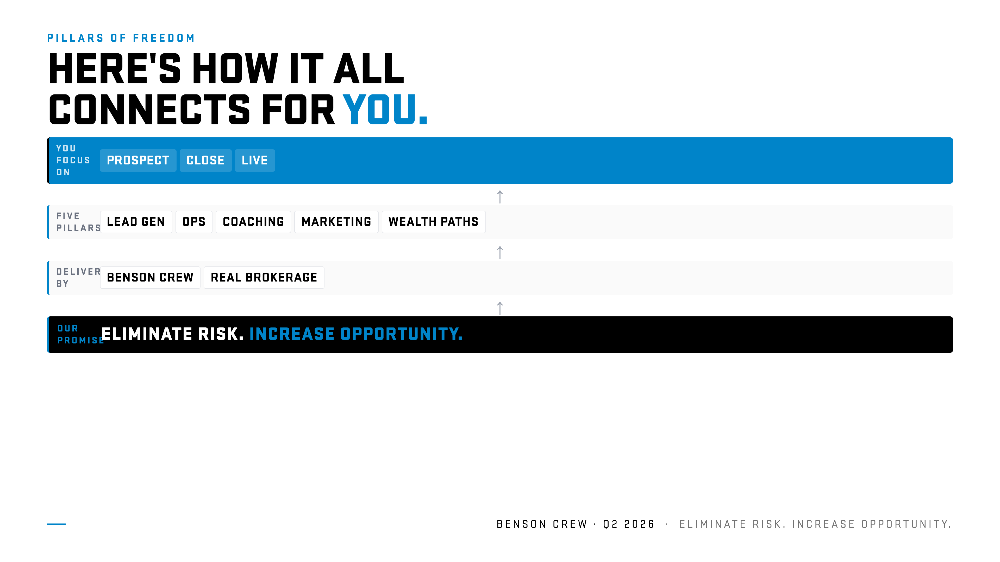 PILLARS OF FREEDOM
HERE'S HOW IT ALL
CONNECTS FOR YOU.
YOU
FOCUS
ON
PROSPECT CLOSE LIVE
↑
FIVE
PILLARS
LEAD GEN OPS COACHING MARKETING WEALTH PATHS
↑
DELIVER
BY
BENSON CREW REAL BROKERAGE
↑
OUR
PROMISE
ELIMINATE RISK. INCREASE OPPORTUNITY.
BENSON CREW · Q2 2026 · ELIMINATE RISK. INCREASE OPPORTUNITY.